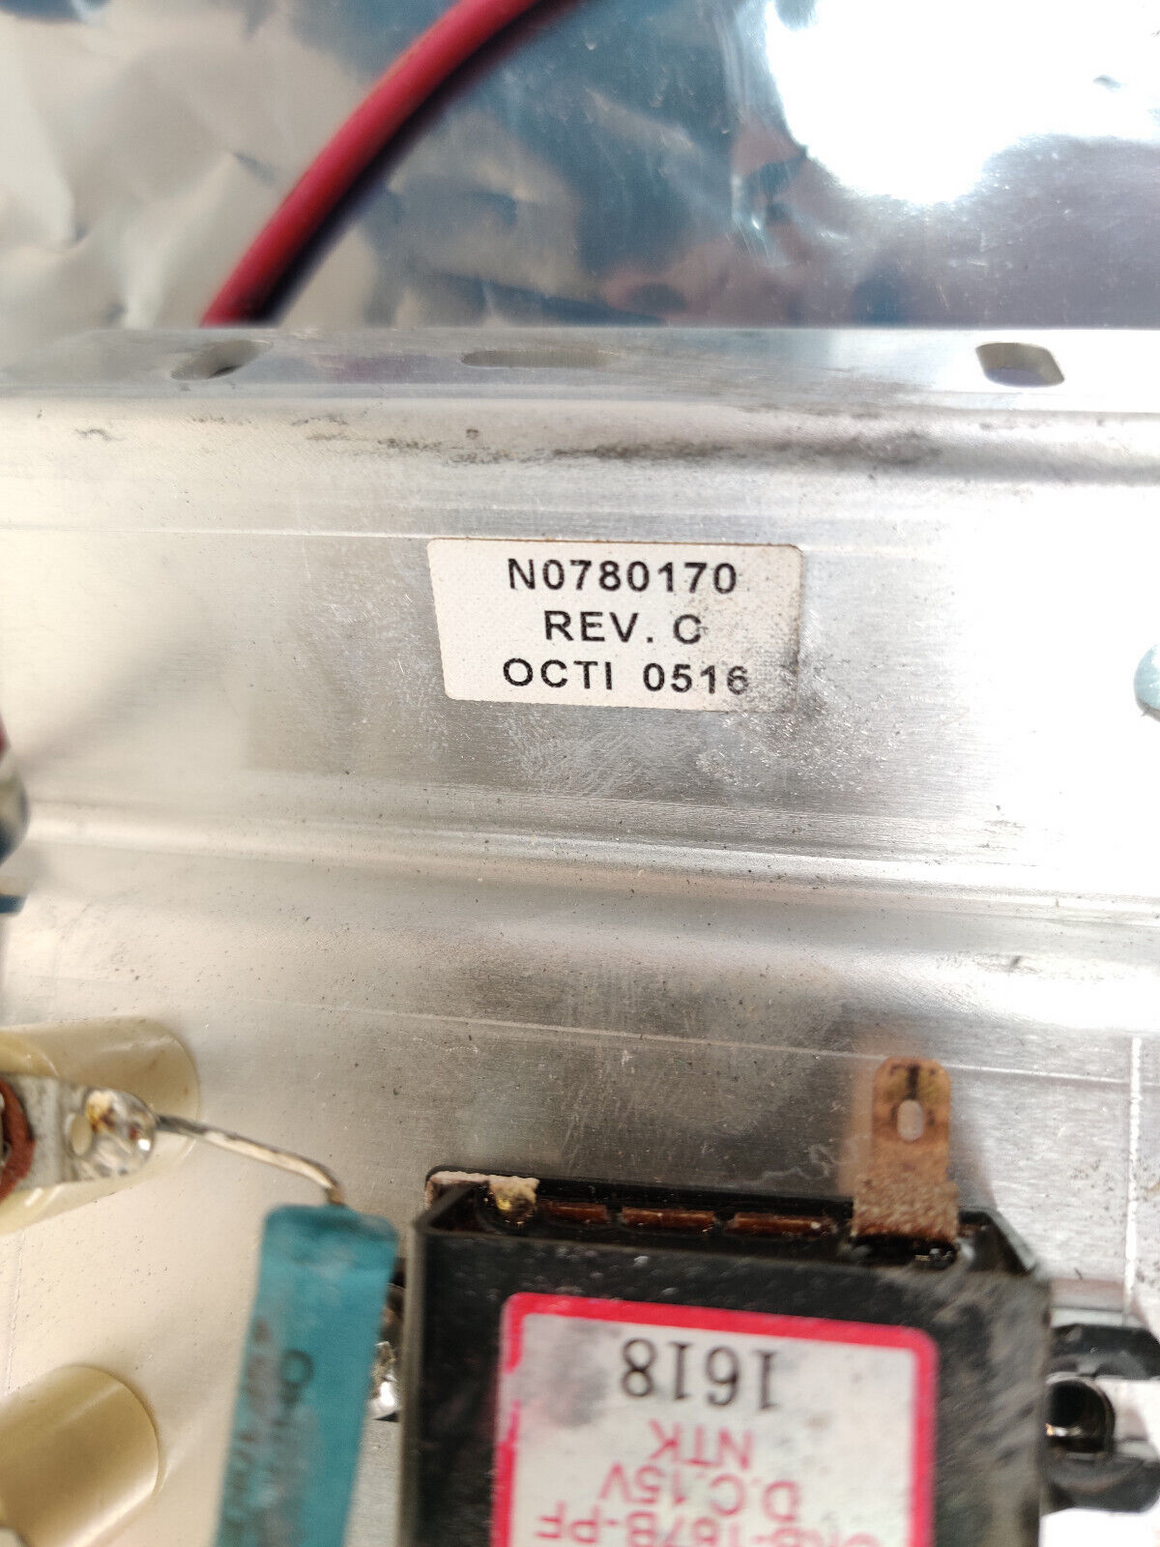 N0780170
REV. C
OCTI 0516
1618
NTK
D.C.15V